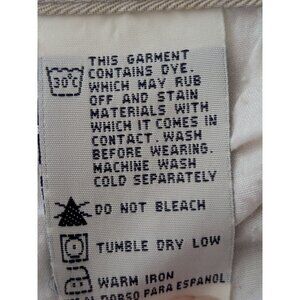 THIS GARMENT
CONTAINS DYE.
WHICH MAY RUB
OFF AND STAIN
MATERIALS WITH
WHICH IT COMES IN
CONTACT. WASH
BEFORE WEARING.
MACHINE WASH
COLD SEPARATELY
30°C
DO NOT BLEACH
TUMBLE DRY LOW
WARM IRON
AL DORSO PARA ESPAÑOL